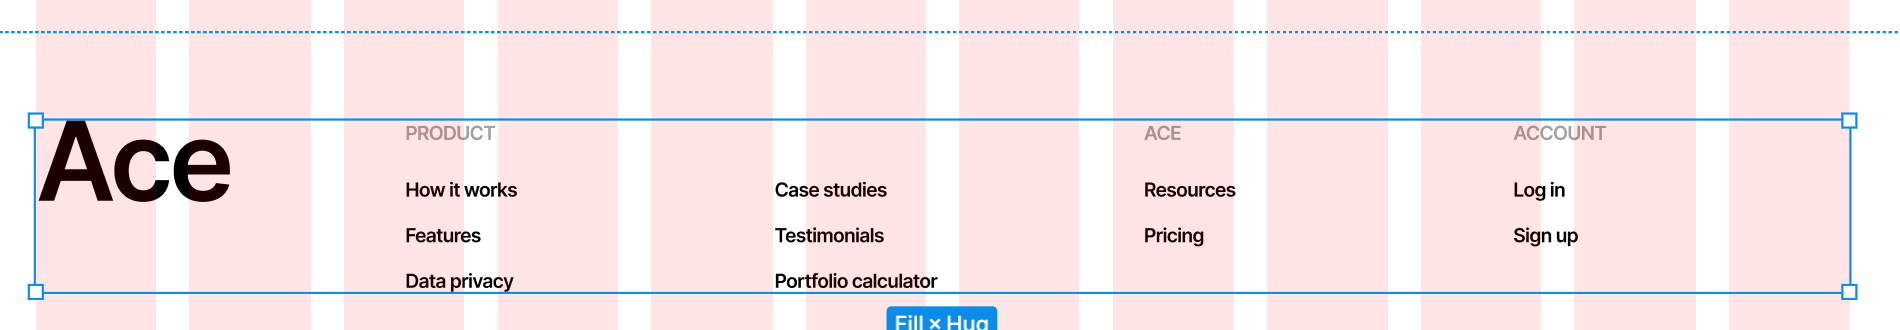 Ace
PRODUCT
How it works
Features
Data privacy
Case studies
Testimonials
Portfolio calculator
ACE
Resources
Pricing
ACCOUNT
Log in
Sign up
Fill × Hug